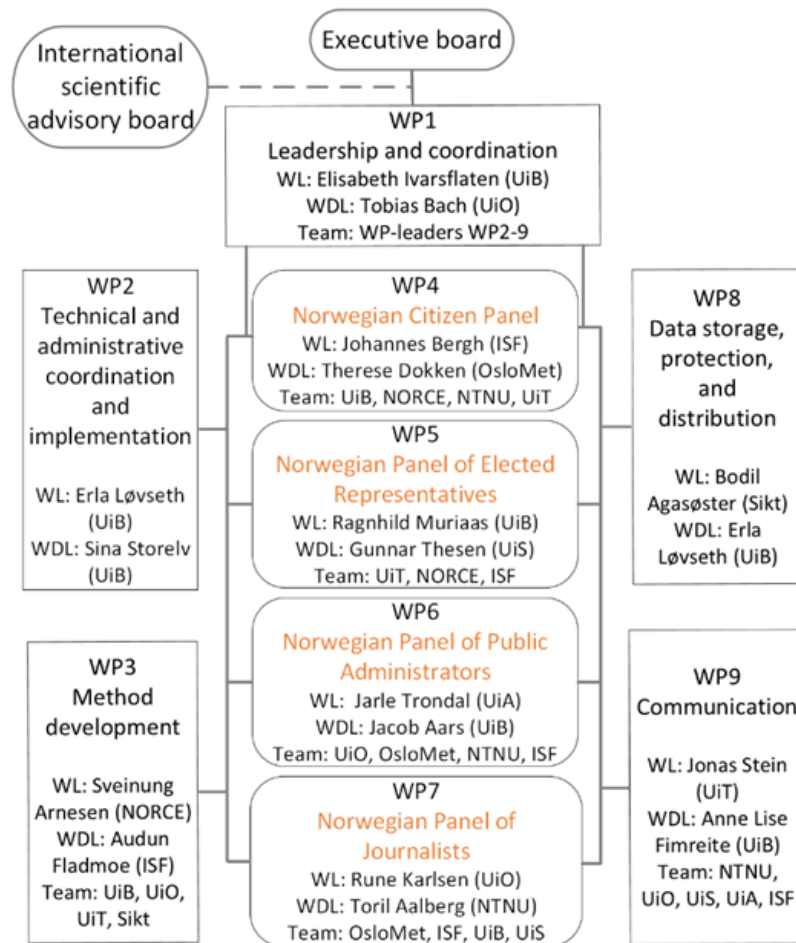 Executive board
International
scientific
advisory board
WP1
Leadership and coordination
WL: Elisabeth Ivarsflaten (UiB)
WDL: Tobias Bach (UiO)
Team: WP-leaders WP2-9
WP2
Technical and
administrative
coordination
and
implementation
WL: Erla Løvseth
(UiB)
WDL: Sina Storelv
(UiB)
WP3
Method
development
WL: Sveinung
Arnesen (NORCE)
WDL: Audun
Fladmoe (ISF)
Team: UiB, UiO,
UiT, Sikt
WP4
Norwegian Citizen Panel
WL: Johannes Bergh (ISF)
WDL: Therese Dokken (OsloMet)
Team: UiB, NORCE, NTNU, UiT
WP5
Norwegian Panel of Elected
Representatives
WL: Ragnhild Muriaas (UiB)
WDL: Gunnar Thesen (UiS)
Team: UiT, NORCE, ISF
WP6
Norwegian Panel of Public
Administrators
WL: Jarle Trondal (UiA)
WDL: Jacob Aars (UiB)
Team: UiO, OsloMet, NTNU, ISF
WP7
Norwegian Panel of
Journalists
WL: Rune Karlsen (UiO)
WDL: Toril Aalberg (NTNU)
Team: OsloMet, ISF, UiB, UiS
WP8
Data storage,
protection,
and
distribution
WL: Bodil
Agasøster (Sikt)
WDL: Erla
Løvseth (UiB)
WP9
Communication
WL: Jonas Stein
(UiT)
WDL: Anne Lise
Fimreite (UiB)
Team: NTNU,
UiO, UiS, UiA, ISF